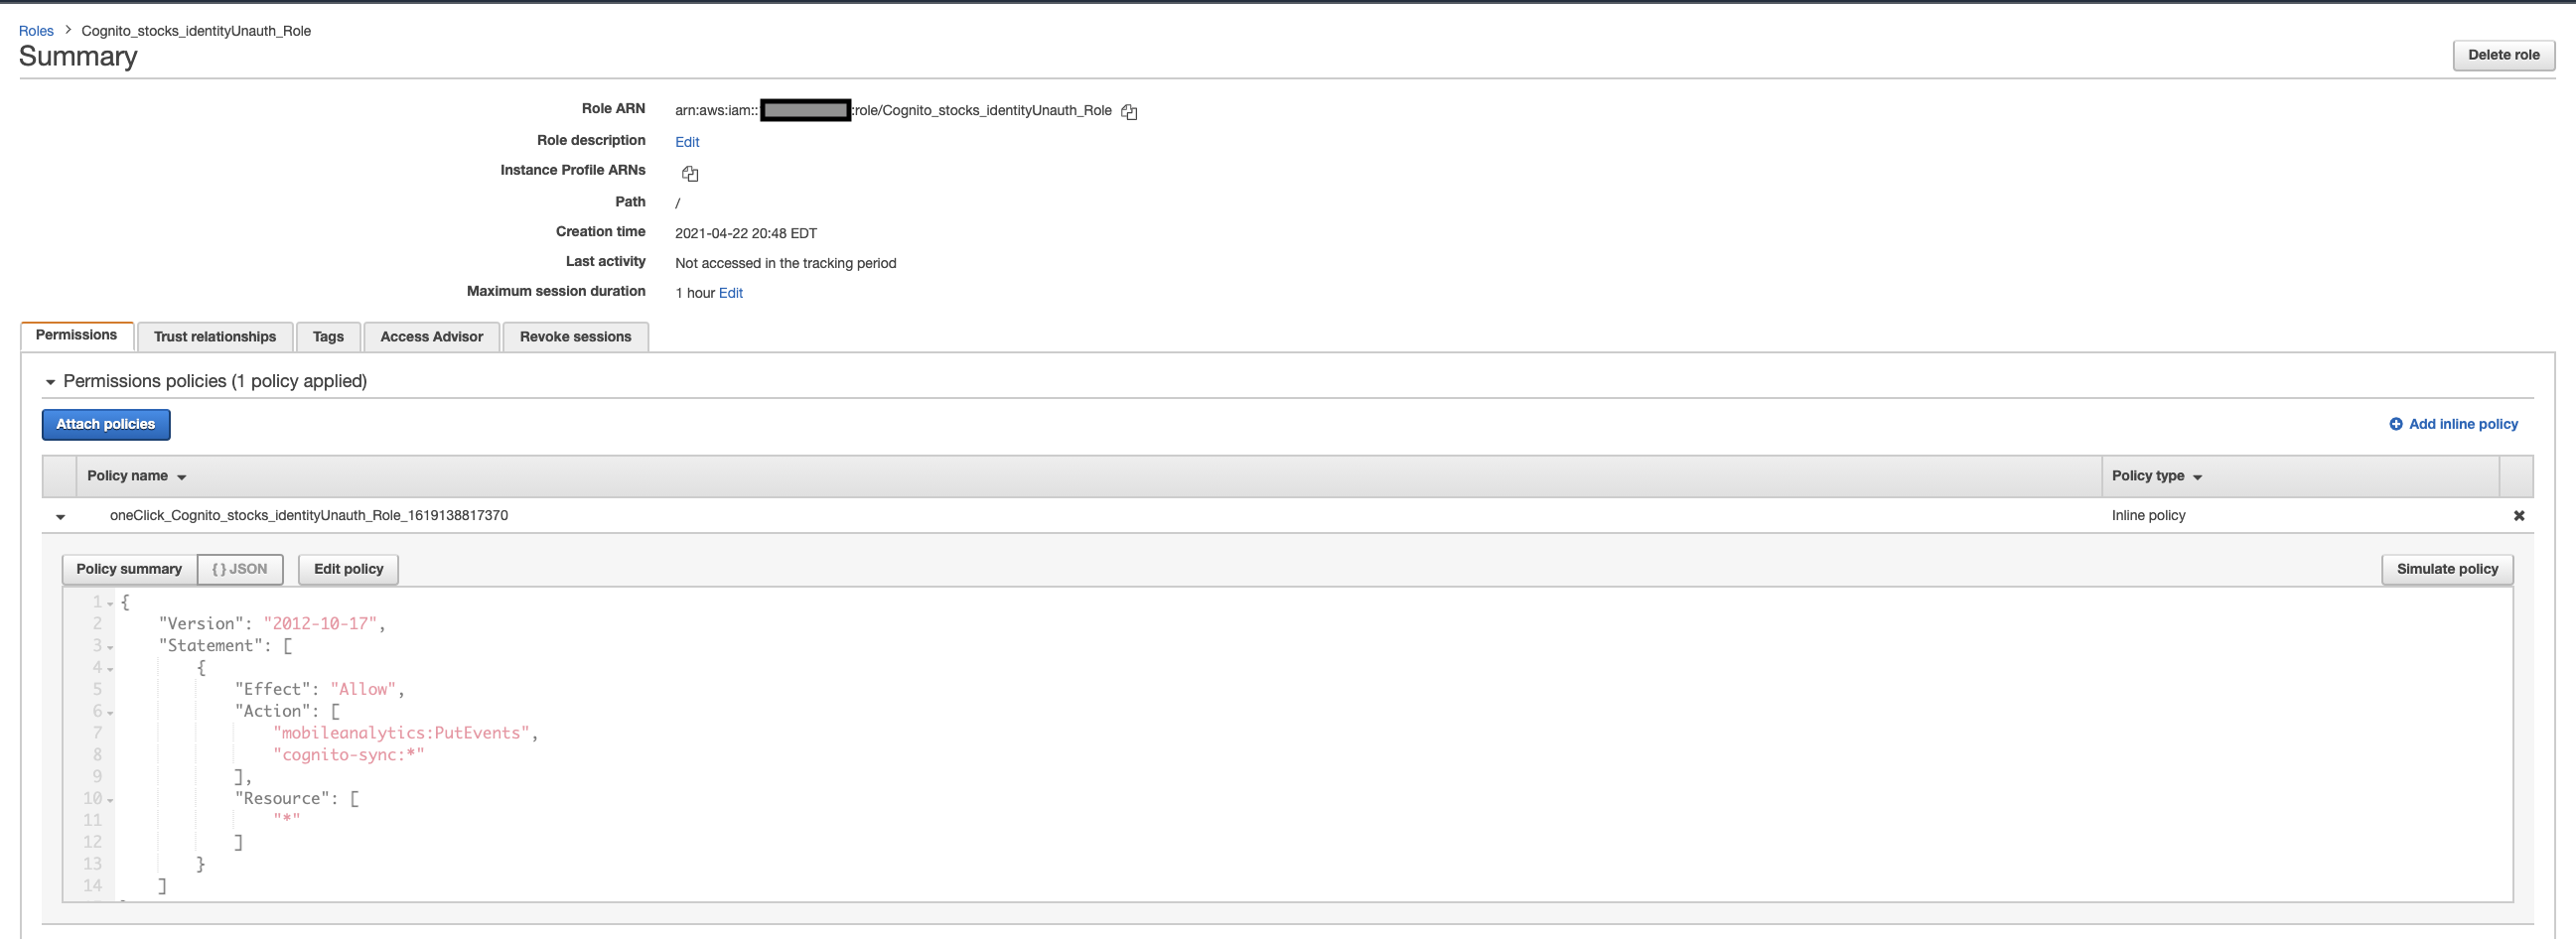 Roles > Cognito_stocks_identityUnauth_Role
Summary
Delete role
Role ARN arn:aws:iam:: :role/Cognito_stocks_identityUnauth_Role
Role description Edit
Instance Profile ARNs
Path /
Creation time 2021-04-22 20:48 EDT
Last activity Not accessed in the tracking period
Maximum session duration 1 hour Edit
Permissions Trust relationships Tags Access Advisor Revoke sessions
Permissions policies (1 policy applied)
Attach policies Add inline policy
Policy name Policy type
oneClick_Cognito_stocks_identityUnauth_Role_1619138817370 Inline policy
Policy summary {} JSON Edit policy Simulate policy
1 {
2 "Version": "2012-10-17",
3 "Statement": [
4 {
5 "Effect": "Allow",
6 "Action": [
7 "mobileanalytics:PutEvents",
8 "cognito-sync:*"
9 ],
10 "Resource": [
11 "*"
12 ]
13 }
14 ]